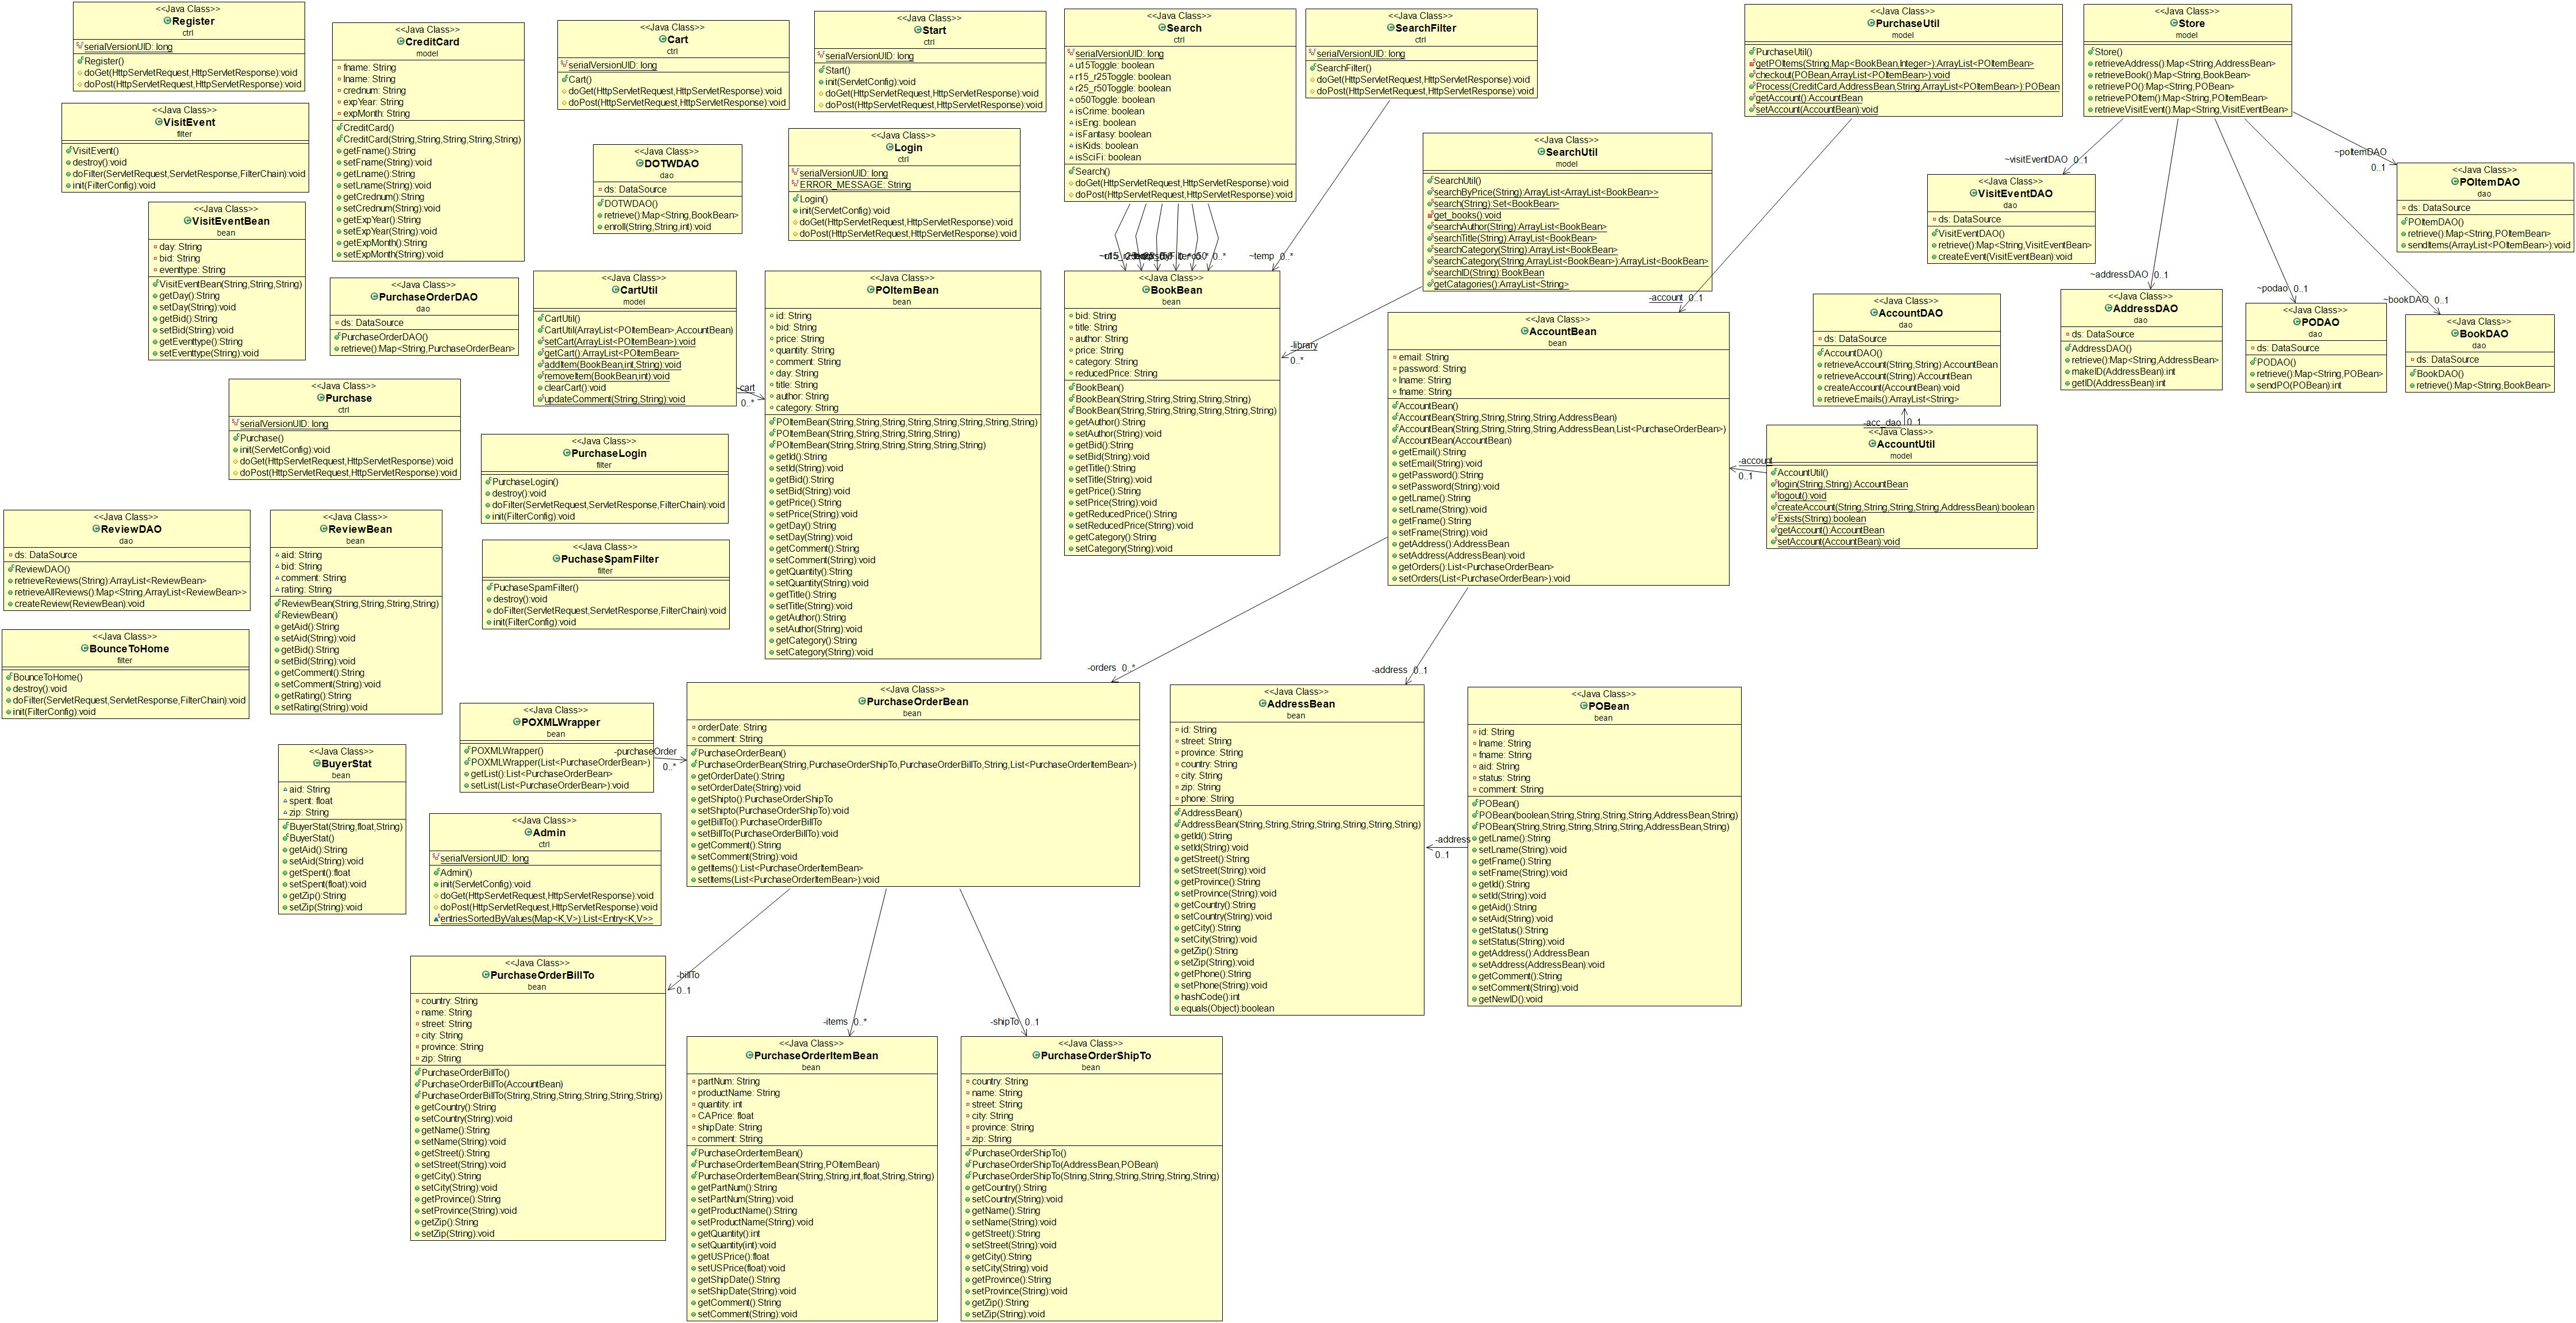 <<Java Class>>
Register
ctrl
serialVersionUID: long
Register()
doGet(HttpServletRequest,HttpServletResponse):void
doPost(HttpServletRequest,HttpServletResponse):void
<<Java Class>>
VisitEvent
filter
VisitEvent()
destroy():void
doFilter(ServletRequest,ServletResponse,FilterChain):void
init(FilterConfig):void
<<Java Class>>
VisitEventBean
bean
day: String
bid: String
eventtype: String
VisitEventBean(String,String,String)
getDay():String
setDay(String):void
getBid():String
setBid(String):void
getEventtype():String
setEventtype(String):void
<<Java Class>>
CreditCard
model
fname: String
lname: String
crednum: String
expYear: String
expMonth: String
CreditCard()
CreditCard(String,String,String,String,String)
getFname():String
setFname(String):void
getLname():String
setLname(String):void
getCrednum():String
setCrednum(String):void
getExpYear():String
setExpYear(String):void
getExpMonth():String
setExpMonth(String):void
<<Java Class>>
PurchaseOrderDAO
dao
ds: DataSource
PurchaseOrderDAO()
retrieve():Map<String,PurchaseOrderBean>
<<Java Class>>
Purchase
ctrl
serialVersionUID: long
Purchase()
init(ServletConfig):void
doGet(HttpServletRequest,HttpServletResponse):void
doPost(HttpServletRequest,HttpServletResponse):void
<<Java Class>>
Cart
ctrl
serialVersionUID: long
Cart()
doGet(HttpServletRequest,HttpServletResponse):void
doPost(HttpServletRequest,HttpServletResponse):void
<<Java Class>>
DOTWDAO
dao
ds: DataSource
DOTWDAO()
retrieve():Map<String,BookBean>
enroll(String,String,int):void
<<Java Class>>
Start
ctrl
serialVersionUID: long
Start()
init(ServletConfig):void
doGet(HttpServletRequest,HttpServletResponse):void
doPost(HttpServletRequest,HttpServletResponse):void
<<Java Class>>
Login
ctrl
serialVersionUID: long
ERROR_MESSAGE: String
Login()
init(ServletConfig):void
doGet(HttpServletRequest,HttpServletResponse):void
doPost(HttpServletRequest,HttpServletResponse):void
<<Java Class>>
Search
ctrl
serialVersionUID: long
u15Toggle: boolean
r15_r25Toggle: boolean
r25_r50Toggle: boolean
o50Toggle: boolean
isCrime: boolean
isEng: boolean
isFantasy: boolean
isKids: boolean
isSciFi: boolean
Search()
doGet(HttpServletRequest,HttpServletResponse):void
doPost(HttpServletRequest,HttpServletResponse):void
<<Java Class>>
SearchFilter
ctrl
serialVersionUID: long
SearchFilter()
doGet(HttpServletRequest,HttpServletResponse):void
doPost(HttpServletRequest,HttpServletResponse):void
0..*
~temp 0..*
<<Java Class>>
SearchUtil
model
SearchUtil()
searchByPrice(String):ArrayList<ArrayList<BookBean>>
search(String):Set<BookBean>
get_books():void
searchAuthor(String):ArrayList<BookBean>
searchTitle(String):ArrayList<BookBean>
searchCategory(String):ArrayList<BookBean>
searchCategory(String,ArrayList<BookBean>):ArrayList<BookBean>
searchID(String):BookBean
getCatagories():ArrayList<String>
-library
0..*
<<Java Class>>
PurchaseUtil
model
PurchaseUtil()
getPOItems(String,Map<BookBean,Integer>):ArrayList<POItemBean>
checkout(POBean,ArrayList<POItemBean>):void
Process(CreditCard,AddressBean,String,ArrayList<POItemBean>):POBean
getAccount():AccountBean
setAccount(AccountBean):void
-account 0..1
<<Java Class>>
Store
model
Store()
retrieveAddress():Map<String,AddressBean>
retrieveBook():Map<String,BookBean>
retrievePO():Map<String,POBean>
retrievePOItem():Map<String,POItemBean>
retrieveVisitEvent():Map<String,VisitEventBean>
~visitEventDAO 0..1
~poItemDAO
0..1
~addressDAO 0..1
~podao 0..1
~bookDAO 0..1
<<Java Class>>
VisitEventDAO
dao
ds: DataSource
VisitEventDAO()
retrieve():Map<String,VisitEventBean>
createEvent(VisitEventBean):void
<<Java Class>>
POItemDAO
dao
ds: DataSource
POItemDAO()
retrieve():Map<String,POItemBean>
sendItems(ArrayList<POItemBean>):void
<<Java Class>>
AddressDAO
dao
ds: DataSource
AddressDAO()
retrieve():Map<String,AddressBean>
makeID(AddressBean):int
getID(AddressBean):int
<<Java Class>>
PODAO
dao
ds: DataSource
PODAO()
retrieve():Map<String,POBean>
sendPO(POBean):int
<<Java Class>>
BookDAO
dao
ds: DataSource
BookDAO()
retrieve():Map<String,BookBean>
<<Java Class>>
AccountDAO
dao
ds: DataSource
AccountDAO()
retrieveAccount(String,String):AccountBean
retrieveAccount(String):AccountBean
createAccount(AccountBean):void
retrieveEmails():ArrayList<String>
-acc_dao 0..1
<<Java Class>>
AccountUtil
model
AccountUtil()
login(String,String):AccountBean
logout():void
createAccount(String,String,String,String,AddressBean):boolean
Exists(String):boolean
getAccount():AccountBean
setAccount(AccountBean):void
-account
0..1
<<Java Class>>
CartUtil
model
CartUtil()
CartUtil(ArrayList<POItemBean>,AccountBean)
setCart(ArrayList<POItemBean>):void
getCart():ArrayList<POItemBean>
addItem(BookBean,int,String):void
removeItem(BookBean,int):void
clearCart():void
updateComment(String,String):void
-cart
0..*
<<Java Class>>
POItemBean
bean
id: String
bid: String
price: String
quantity: String
comment: String
day: String
title: String
author: String
category: String
POItemBean(String,String,String,String,String,String,String,String)
POItemBean(String,String,String,String,String)
POItemBean(String,String,String,String,String,String)
getId():String
setId(String):void
getBid():String
setBid(String):void
getPrice():String
setPrice(String):void
getDay():String
setDay(String):void
getComment():String
setComment(String):void
getQuantity():String
setQuantity(String):void
getTitle():String
setTitle(String):void
getAuthor():String
setAuthor(String):void
getCategory():String
setCategory(String):void
<<Java Class>>
BookBean
bean
bid: String
title: String
author: String
price: String
category: String
reducedPrice: String
BookBean()
BookBean(String,String,String,String,String)
BookBean(String,String,String,String,String,String)
getAuthor():String
setAuthor(String):void
getBid():String
setBid(String):void
getTitle():String
setTitle(String):void
getPrice():String
setPrice(String):void
getReducedPrice():String
setReducedPrice(String):void
getCategory():String
setCategory(String):void
<<Java Class>>
AccountBean
bean
email: String
password: String
lname: String
fname: String
AccountBean()
AccountBean(String,String,String,String,AddressBean)
AccountBean(String,String,String,String,AddressBean,List<PurchaseOrderBean>)
AccountBean(AccountBean)
getEmail():String
setEmail(String):void
getPassword():String
setPassword(String):void
getLname():String
setLname(String):void
getFname():String
setFname(String):void
getAddress():AddressBean
setAddress(AddressBean):void
getOrders():List<PurchaseOrderBean>
setOrders(List<PurchaseOrderBean>):void
-orders 0..*
-address 0..1
<<Java Class>>
PurchaseLogin
filter
PurchaseLogin()
destroy():void
doFilter(ServletRequest,ServletResponse,FilterChain):void
init(FilterConfig):void
<<Java Class>>
PuchaseSpamFilter
filter
PuchaseSpamFilter()
destroy():void
doFilter(ServletRequest,ServletResponse,FilterChain):void
init(FilterConfig):void
<<Java Class>>
ReviewDAO
dao
ds: DataSource
ReviewDAO()
retrieveReviews(String):ArrayList<ReviewBean>
retrieveAllReviews():Map<String,ArrayList<ReviewBean>>
createReview(ReviewBean):void
<<Java Class>>
ReviewBean
bean
aid: String
bid: String
comment: String
rating: String
ReviewBean(String,String,String,String)
ReviewBean()
getAid():String
setAid(String):void
getBid():String
setBid(String):void
getComment():String
setComment(String):void
getRating():String
setRating(String):void
<<Java Class>>
BounceToHome
filter
BounceToHome()
destroy():void
doFilter(ServletRequest,ServletResponse,FilterChain):void
init(FilterConfig):void
<<Java Class>>
BuyerStat
bean
aid: String
spent: float
zip: String
BuyerStat(String,float,String)
BuyerStat()
getAid():String
setAid(String):void
getSpent():float
setSpent(float):void
getZip():String
setZip(String):void
<<Java Class>>
POXMLWrapper
bean
POXMLWrapper()
POXMLWrapper(List<PurchaseOrderBean>)
getList():List<PurchaseOrderBean>
setList(List<PurchaseOrderBean>):void
-purchaseOrder
0..*
<<Java Class>>
Admin
ctrl
serialVersionUID: long
Admin()
init(ServletConfig):void
doGet(HttpServletRequest,HttpServletResponse):void
doPost(HttpServletRequest,HttpServletResponse):void
entriesSortedByValues(Map<K,V>):List<Entry<K,V>>
<<Java Class>>
PurchaseOrderBean
bean
orderDate: String
comment: String
PurchaseOrderBean()
PurchaseOrderBean(String,PurchaseOrderShipTo,PurchaseOrderBillTo,String,List<PurchaseOrderItemBean>)
getOrderDate():String
setOrderDate(String):void
getShipto():PurchaseOrderShipTo
setShipto(PurchaseOrderShipTo):void
getBillTo():PurchaseOrderBillTo
setBillTo(PurchaseOrderBillTo):void
getComment():String
setComment(String):void
getItems():List<PurchaseOrderItemBean>
setItems(List<PurchaseOrderItemBean>):void
-billTo
0..1
-items 0..*
-shipTo 0..1
<<Java Class>>
AddressBean
bean
id: String
street: String
province: String
country: String
city: String
zip: String
phone: String
AddressBean()
AddressBean(String,String,String,String,String,String,String)
getId():String
setId(String):void
getStreet():String
setStreet(String):void
getProvince():String
setProvince(String):void
getCountry():String
setCountry(String):void
getCity():String
setCity(String):void
getZip():String
setZip(String):void
getPhone():String
setPhone(String):void
hashCode():int
equals(Object):boolean
-address
0..1
<<Java Class>>
POBean
bean
id: String
lname: String
fname: String
aid: String
status: String
comment: String
POBean()
POBean(boolean,String,String,String,String,AddressBean,String)
POBean(String,String,String,String,String,AddressBean,String)
getLname():String
setLname(String):void
getFname():String
setFname(String):void
getId():String
setId(String):void
getAid():String
setAid(String):void
getStatus():String
setStatus(String):void
getAddress():AddressBean
setAddress(AddressBean):void
getComment():String
setComment(String):void
getNewID():void
<<Java Class>>
PurchaseOrderBillTo
bean
country: String
name: String
street: String
city: String
province: String
zip: String
PurchaseOrderBillTo()
PurchaseOrderBillTo(AccountBean)
PurchaseOrderBillTo(String,String,String,String,String,String)
getCountry():String
setCountry(String):void
getName():String
setName(String):void
getStreet():String
setStreet(String):void
getCity():String
setCity(String):void
getProvince():String
setProvince(String):void
getZip():String
setZip(String):void
<<Java Class>>
PurchaseOrderItemBean
bean
partNum: String
productName: String
quantity: int
CAPrice: float
shipDate: String
comment: String
PurchaseOrderItemBean()
PurchaseOrderItemBean(String,POItemBean)
PurchaseOrderItemBean(String,String,int,float,String,String)
getPartNum():String
setPartNum(String):void
getProductName():String
setProductName(String):void
getQuantity():int
setQuantity(int):void
getUSPrice():float
setUSPrice(float):void
getShipDate():String
setShipDate(String):void
getComment():String
setComment(String):void
<<Java Class>>
PurchaseOrderShipTo
bean
country: String
name: String
street: String
city: String
province: String
zip: String
PurchaseOrderShipTo()
PurchaseOrderShipTo(AddressBean,POBean)
PurchaseOrderShipTo(String,String,String,String,String,String)
getCountry():String
setCountry(String):void
getName():String
setName(String):void
getStreet():String
setStreet(String):void
getCity():String
setCity(String):void
getProvince():String
setProvince(String):void
getZip():String
setZip(String):void